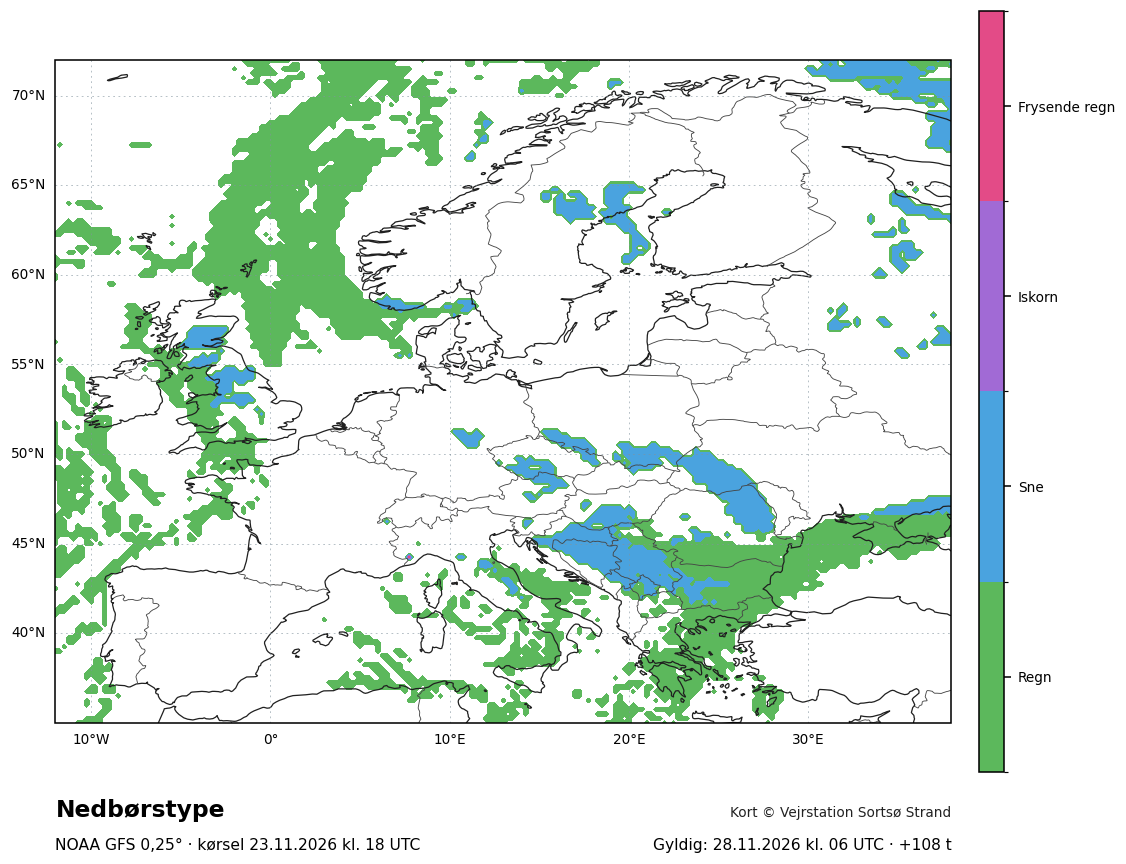 70°N
65°N
60°N
55°N
50°N
45°N
40°N
10°W
0°
10°E
20°E
30°E
Frysende regn
Iskorn
Sne
Regn
Nedbørstype
Kort © Vejrstation Sortsø Strand
NOAA GFS 0,25° · kørsel 23.11.2026 kl. 18 UTC
Gyldig: 28.11.2026 kl. 06 UTC · +108 t